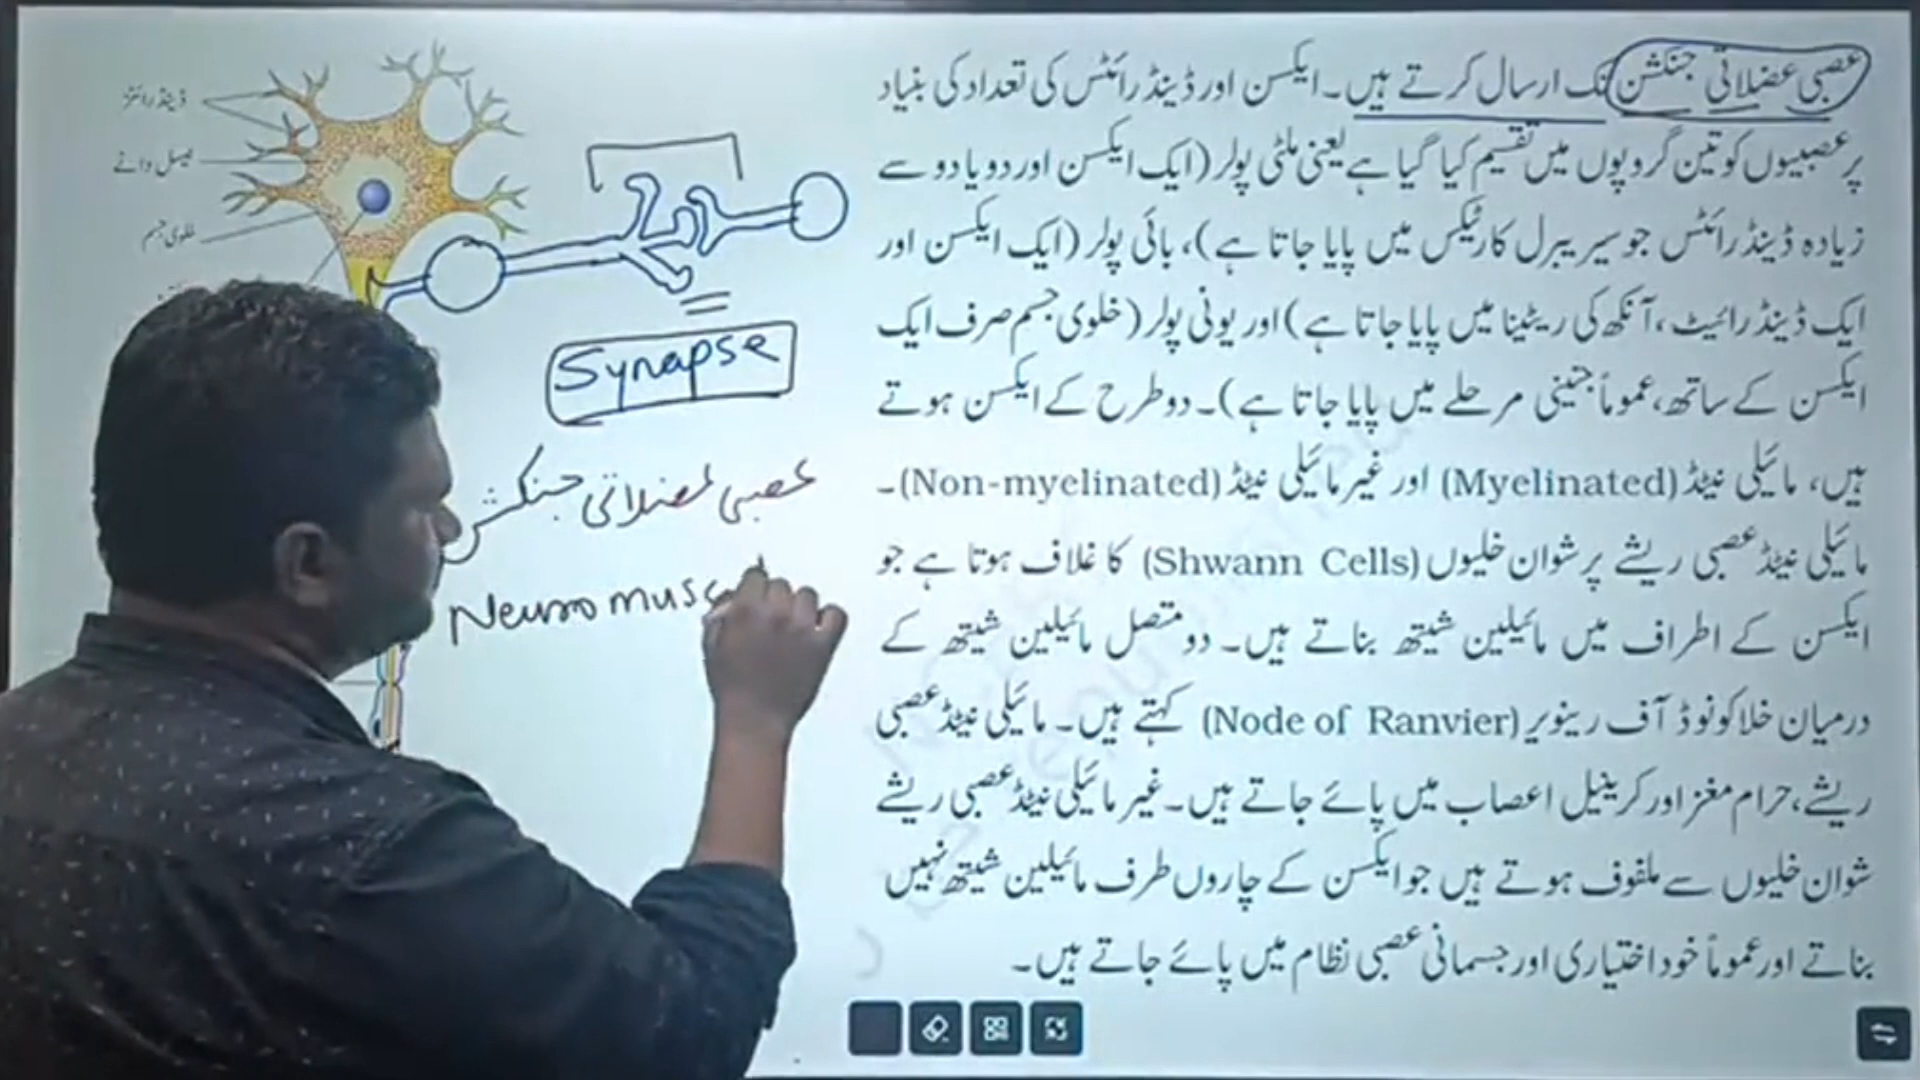 عصبی عضلاتی جنکشن تک ارسال کرتے ہیں۔ ایکسن اور ڈینڈرائٹس کی تعداد کی بنیاد
پر عصبیوں کو تین گروپوں میں تقسیم کیا گیا ہے یعنی ملٹی پولر (ایک ایکسن اور دو یا دو سے
زیادہ ڈینڈرائٹس جو سیریبرل کارٹیکس میں پایا جاتا ہے)، بائی پولر (ایک ایکسن اور
ایک ڈینڈرائیٹ، آنکھ کی ریٹینا میں پایا جاتا ہے) اور یونی پولر (خلوی جسم صرف ایک
ایکسن کے ساتھ، عموماً جنینی مرحلے میں پایا جاتا ہے)۔ دو طرح کے ایکسن ہوتے
ہیں، مائیلی نیٹڈ (Myelinated) اور غیر مائیلی نیٹڈ (Non-myelinated)۔
مائیلی نیٹڈ عصبی ریشے پر شوان خلیوں (Shwann Cells) کا غلاف ہوتا ہے جو
ایکسن کے اطراف میں مائیلین شیتھ بناتے ہیں۔ دو متصل مائیلین شیتھ کے
درمیان خلا کو نوڈ آف رینویر (Node of Ranvier) کہتے ہیں۔ مائیلی نیٹڈ عصبی
ریشے، حرام مغز اور کرینیل اعصاب میں پائے جاتے ہیں۔ غیر مائیلی نیٹڈ عصبی ریشے
شوان خلیوں سے ملفوف ہوتے ہیں جو ایکسن کے چاروں طرف مائیلین شیتھ نہیں
بناتے اور عموماً خود اختیاری اور جسمانی عصبی نظام میں پائے جاتے ہیں۔
ڈینڈرائٹز
نیسل دانے
خلوی جسم
Synapse
عصبی عضلاتی جنکشن
Neuro musc